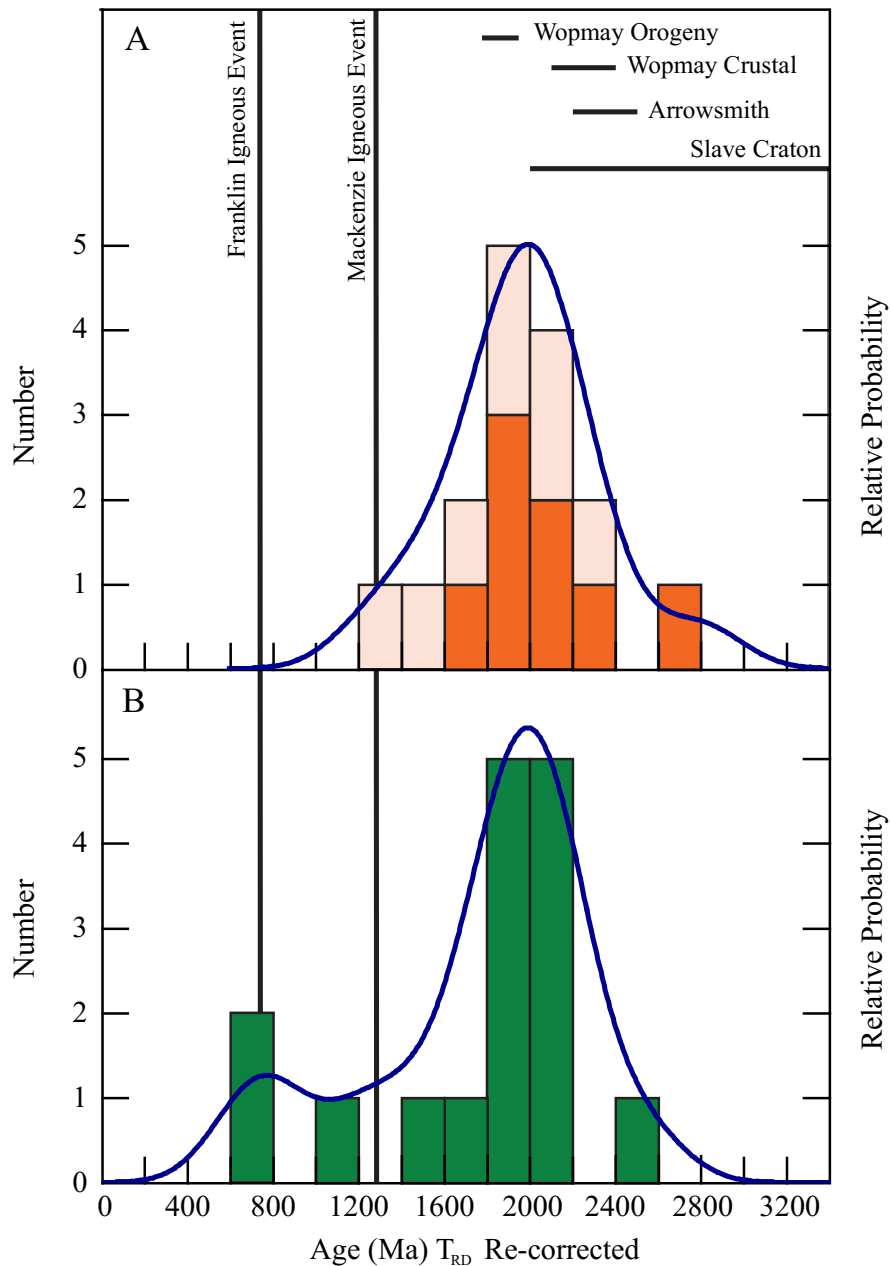 A
Franklin Igneous Event
Mackenzie Igneous Event
Wopmay Orogeny
Wopmay Crustal
Arrowsmith
Slave Craton
5
4
3
2
1
0
Number
Relative Probability
B
5
4
3
2
1
0
Number
Relative Probability
0 400 800 1200 1600 2000 2400 2800 3200
Age (Ma) TRD Re-corrected